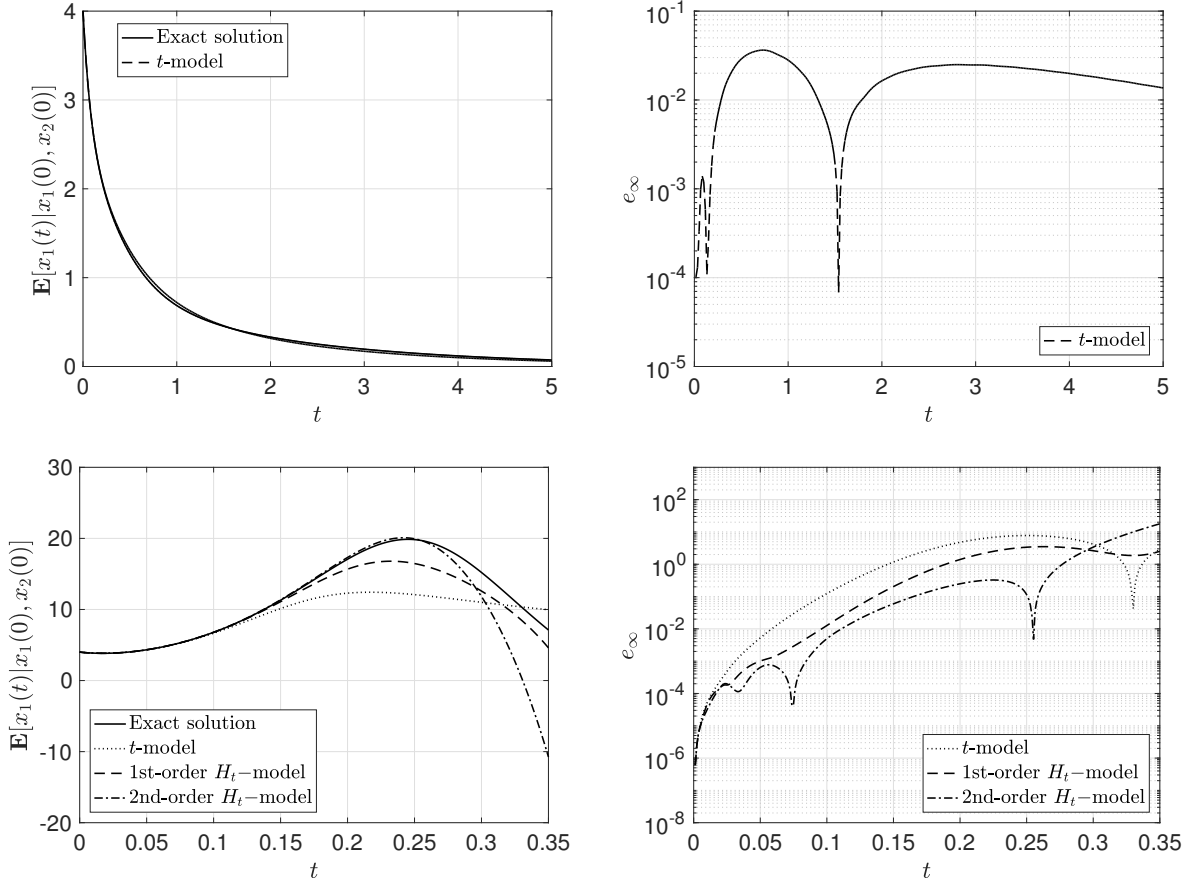 4
3
2
1
0
0
1
2
3
4
5
t
E[x₁(t)|x₁(0), x₂(0)]
Exact solution
t-model
10⁻¹
10⁻²
10⁻³
10⁻⁴
10⁻⁵
0
1
2
3
4
5
t
e∞
t-model
30
20
10
0
-10
-20
0
0.05
0.1
0.15
0.2
0.25
0.3
0.35
t
E[x₁(t)|x₁(0), x₂(0)]
Exact solution
t-model
1st-order Hₜ−model
2nd-order Hₜ−model
10²
10⁰
10⁻²
10⁻⁴
10⁻⁶
10⁻⁸
0
0.05
0.1
0.15
0.2
0.25
0.3
0.35
t
e∞
t-model
1st-order Hₜ−model
2nd-order Hₜ−model